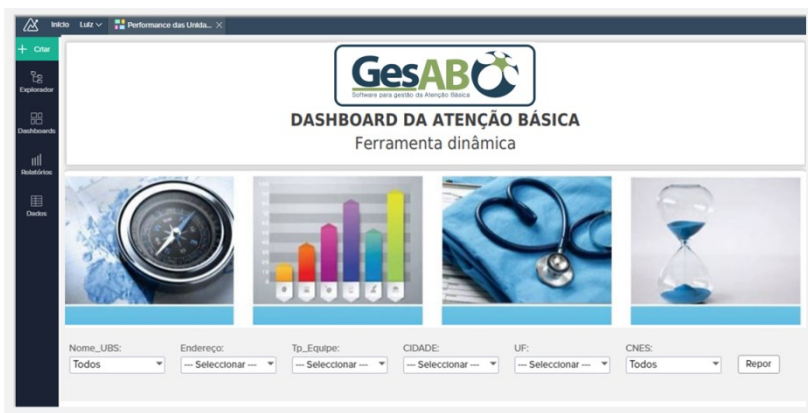 Início Luiz Performance das Unida...
Criar
Explorador
Dashboards
Relatórios
Dados
GesAB
Software para gestão da Atenção Básica
DASHBOARD DA ATENÇÃO BÁSICA
Ferramenta dinâmica
Nome_UBS: Endereço: Tp_Equipe: CIDADE: UF: CNES:
Todos --- Seleccionar --- --- Seleccionar --- --- Seleccionar --- --- Seleccionar --- Todos Repor